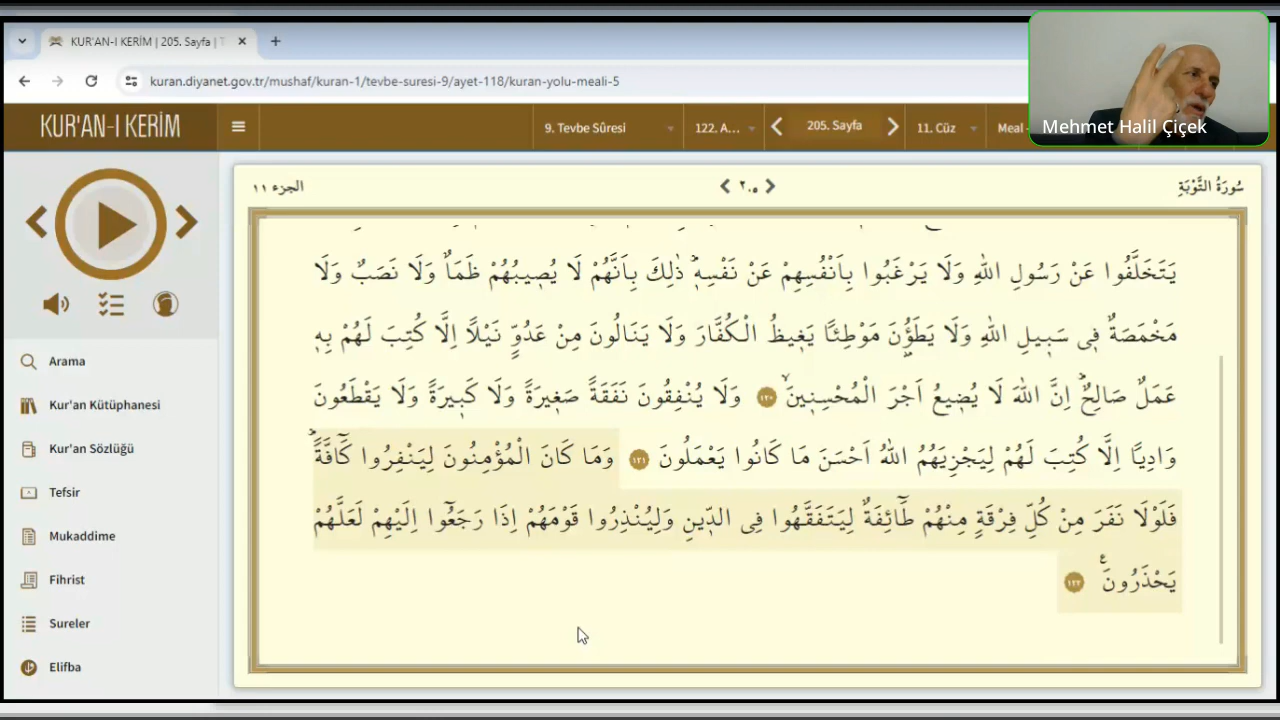 KUR'AN-I KERİM | 205. Sayfa | T
kuran.diyanet.gov.tr/mushaf/kuran-1/tevbe-suresi-9/ayet-118/kuran-yolu-meali-5
Mehmet Halil Çiçek
KUR'AN-I KERİM
9. Tevbe Sûresi
122. A...
205. Sayfa
11. Cüz
Meal
سُورَةُ التَّوْبَةِ
٢٠٥
الجزء ١١
يَتَخَلَّفُوا عَنْ رَسُولِ اللّٰهِ وَلَا يَرْغَبُوا بِاَنْفُسِهِمْ عَنْ نَفْسِه۪ۜ ذٰلِكَ بِاَنَّهُمْ لَا يُص۪يبُهُمْ ظَمَاٌ وَلَا نَصَبٌ وَلَا
مَخْمَصَةٌ ف۪ي سَب۪يلِ اللّٰهِ وَلَا يَطَؤُ۫نَ مَوْطِئًا يَغ۪يظُ الْكُفَّارَ وَلَا يَنَالُونَ مِنْ عَدُوٍّ نَيْلًا اِلَّا كُتِبَ لَهُمْ بِه۪
عَمَلٌ صَالِحٌۜ اِنَّ اللّٰهَ لَا يُض۪يعُ اَجْرَ الْمُحْسِن۪ينَۙ ١٢٠ وَلَا يُنْفِقُونَ نَفَقَةً صَغ۪يرَةً وَلَا كَب۪يرَةً وَلَا يَقْطَعُونَ
وَادِيًا اِلَّا كُتِبَ لَهُمْ لِيَجْزِيَهُمُ اللّٰهُ اَحْسَنَ مَا كَانُوا يَعْمَلُونَ ١٢١ وَمَا كَانَ الْمُؤْمِنُونَ لِيَنْفِرُوا كَٓافَّةًۜ
فَلَوْلَا نَفَرَ مِنْ كُلِّ فِرْقَةٍ مِنْهُمْ طَٓائِفَةٌ لِيَتَفَقَّهُوا فِي الدّ۪ينِ وَلِيُنْذِرُوا قَوْمَهُمْ اِذَا رَجَعُٓوا اِلَيْهِمْ لَعَلَّهُمْ
يَحْذَرُونَ۟ ١٢٢
Arama
Kur'an Kütüphanesi
Kur'an Sözlüğü
Tefsir
Mukaddime
Fihrist
Sureler
Elifba